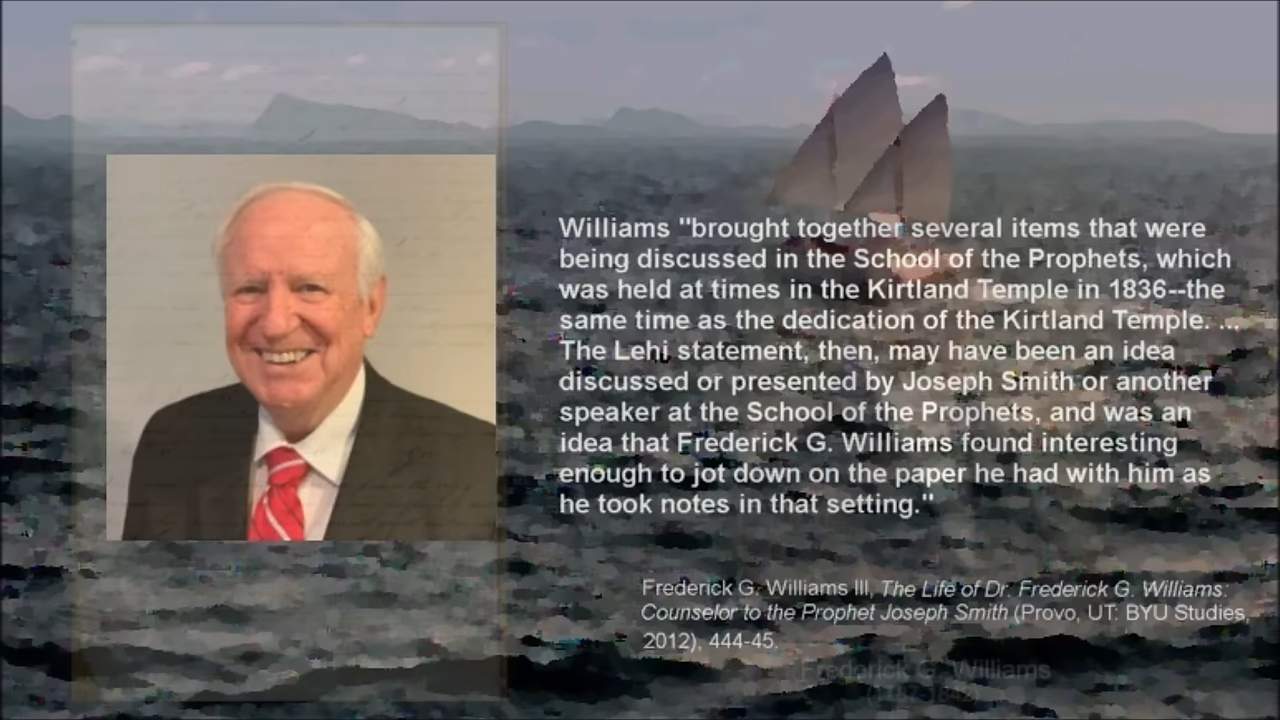 Williams "brought together several items that were
being discussed in the School of the Prophets, which
was held at times in the Kirtland Temple in 1836--the
same time as the dedication of the Kirtland Temple. ...
The Lehi statement, then, may have been an idea
discussed or presented by Joseph Smith or another
speaker at the School of the Prophets, and was an
idea that Frederick G. Williams found interesting
enough to jot down on the paper he had with him as
he took notes in that setting."
Frederick G. Williams III, The Life of Dr. Frederick G. Williams:
Counselor to the Prophet Joseph Smith (Provo, UT: BYU Studies,
2012), 444-45.
Frederick G. Williams